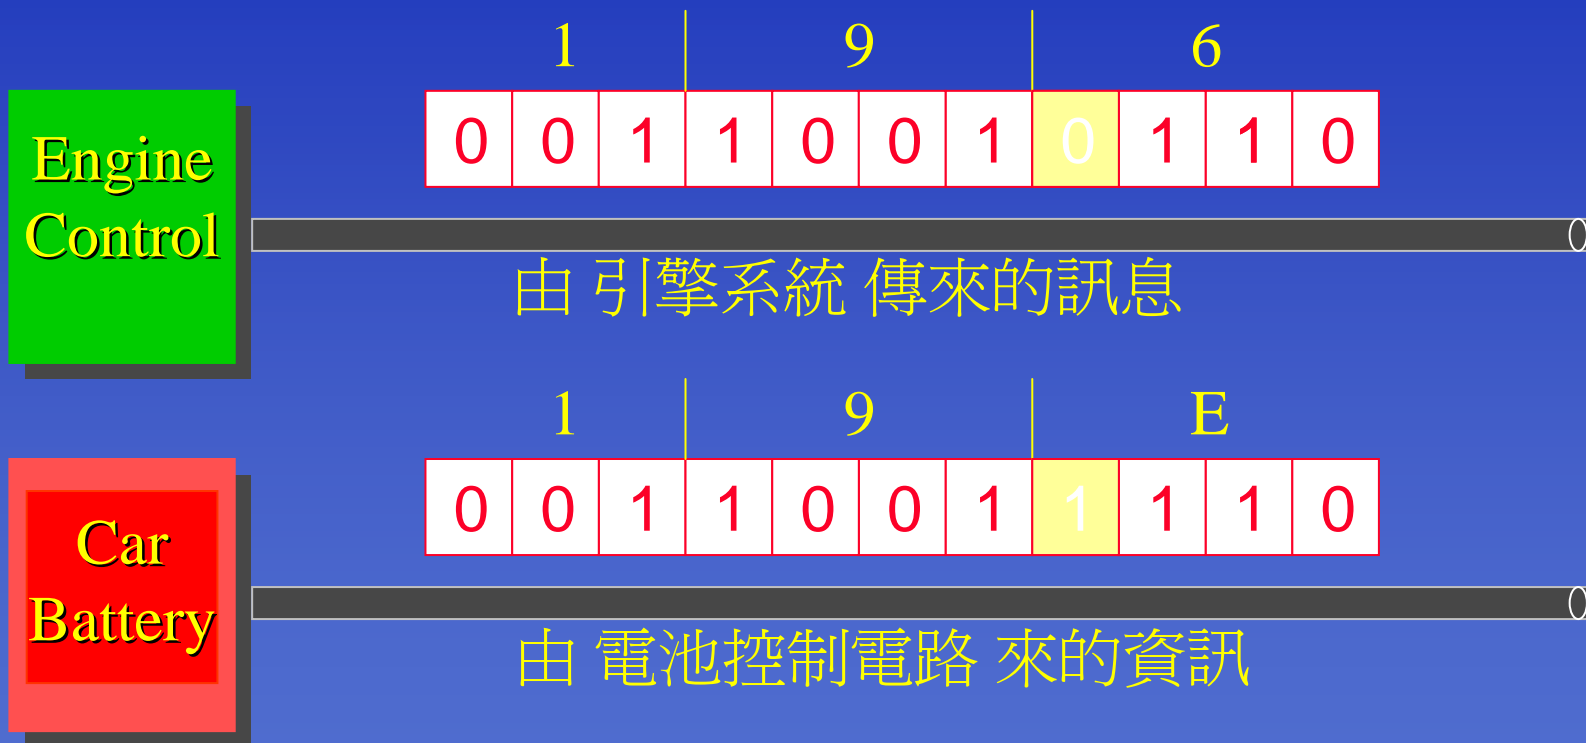 1 9 6
0 0 1 1 0 0 1 0 1 1 0
Engine
Control
由 引擎系統 傳來的訊息
1 9 E
0 0 1 1 0 0 1 1 1 1 0
Car
Battery
由 電池控制電路 來的資訊